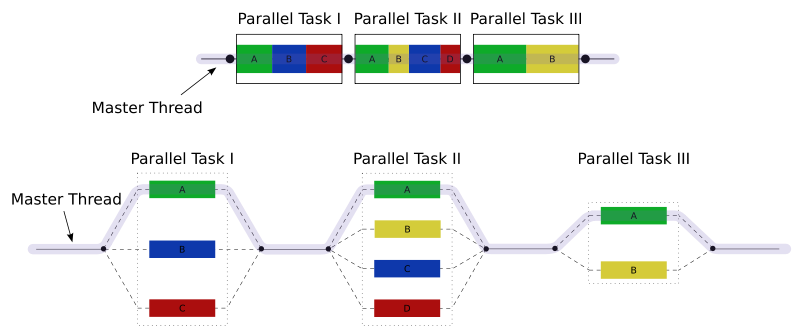 Parallel Task I Parallel Task II Parallel Task III
A B C A B C D A B
Master Thread
Parallel Task I Parallel Task II Parallel Task III
Master Thread
A A
A
B
B
C
B
C D